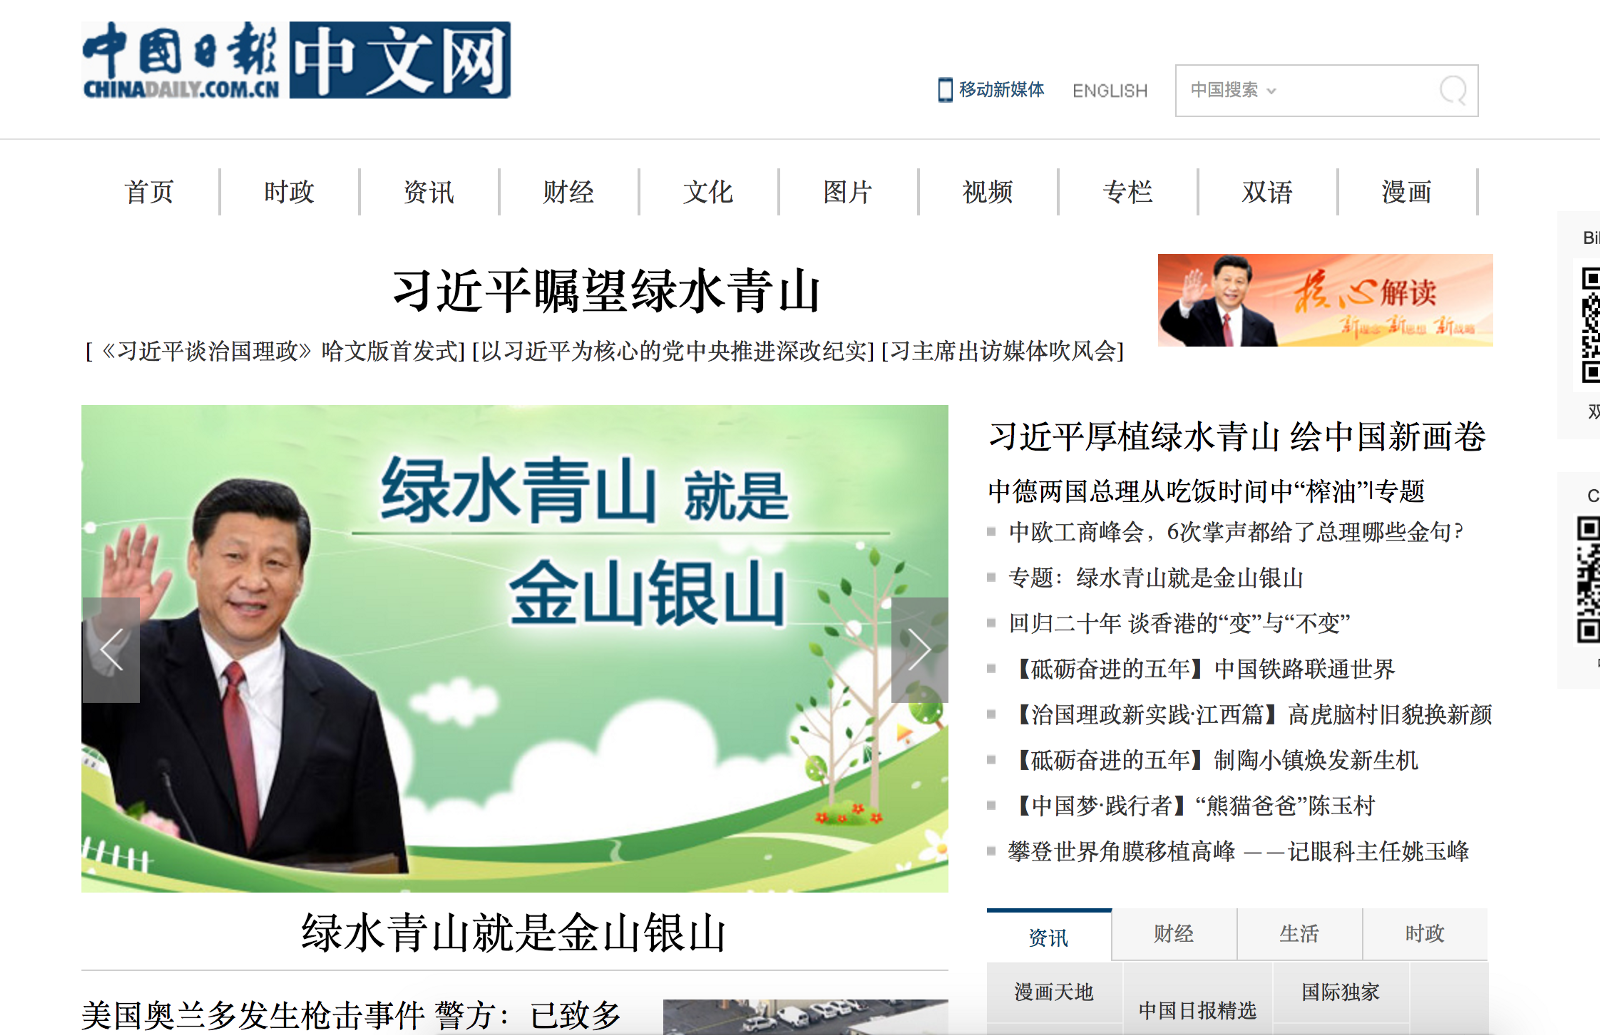 中國日報 中文网
CHINADAILY.COM.CN
移动新媒体 ENGLISH 中国搜索
首页 时政 资讯 财经 文化 图片 视频 专栏 双语 漫画
习近平瞩望绿水青山
[《习近平谈治国理政》哈文版首发式] [以习近平为核心的党中央推进深改纪实] [习主席出访媒体吹风会]
核心解读
新理念 新思想 新战略
绿水青山 就是
金山银山
绿水青山就是金山银山
美国奥兰多发生枪击事件 警方：已致多
习近平厚植绿水青山 绘中国新画卷
中德两国总理从吃饭时间中“榨油”|专题
中欧工商峰会，6次掌声都给了总理哪些金句?
专题：绿水青山就是金山银山
回归二十年 谈香港的“变”与“不变”
【砥砺奋进的五年】中国铁路联通世界
【治国理政新实践·江西篇】高虎脑村旧貌换新颜
【砥砺奋进的五年】制陶小镇焕发新生机
【中国梦·践行者】“熊猫爸爸”陈玉村
攀登世界角膜移植高峰 ——记眼科主任姚玉峰
资讯 财经 生活 时政
漫画天地 中国日报精选 国际独家